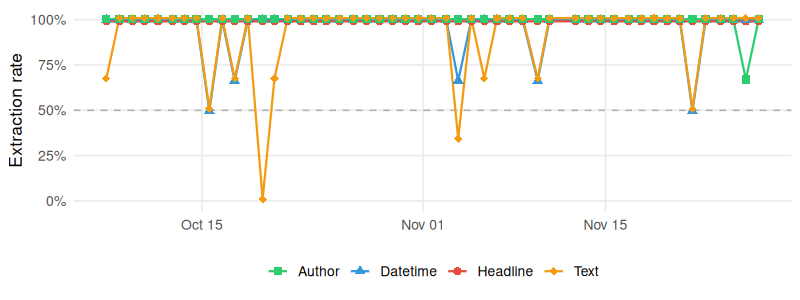 Extraction rate
100%
75%
50%
25%
0%
Oct 15
Nov 01
Nov 15
Author
Datetime
Headline
Text